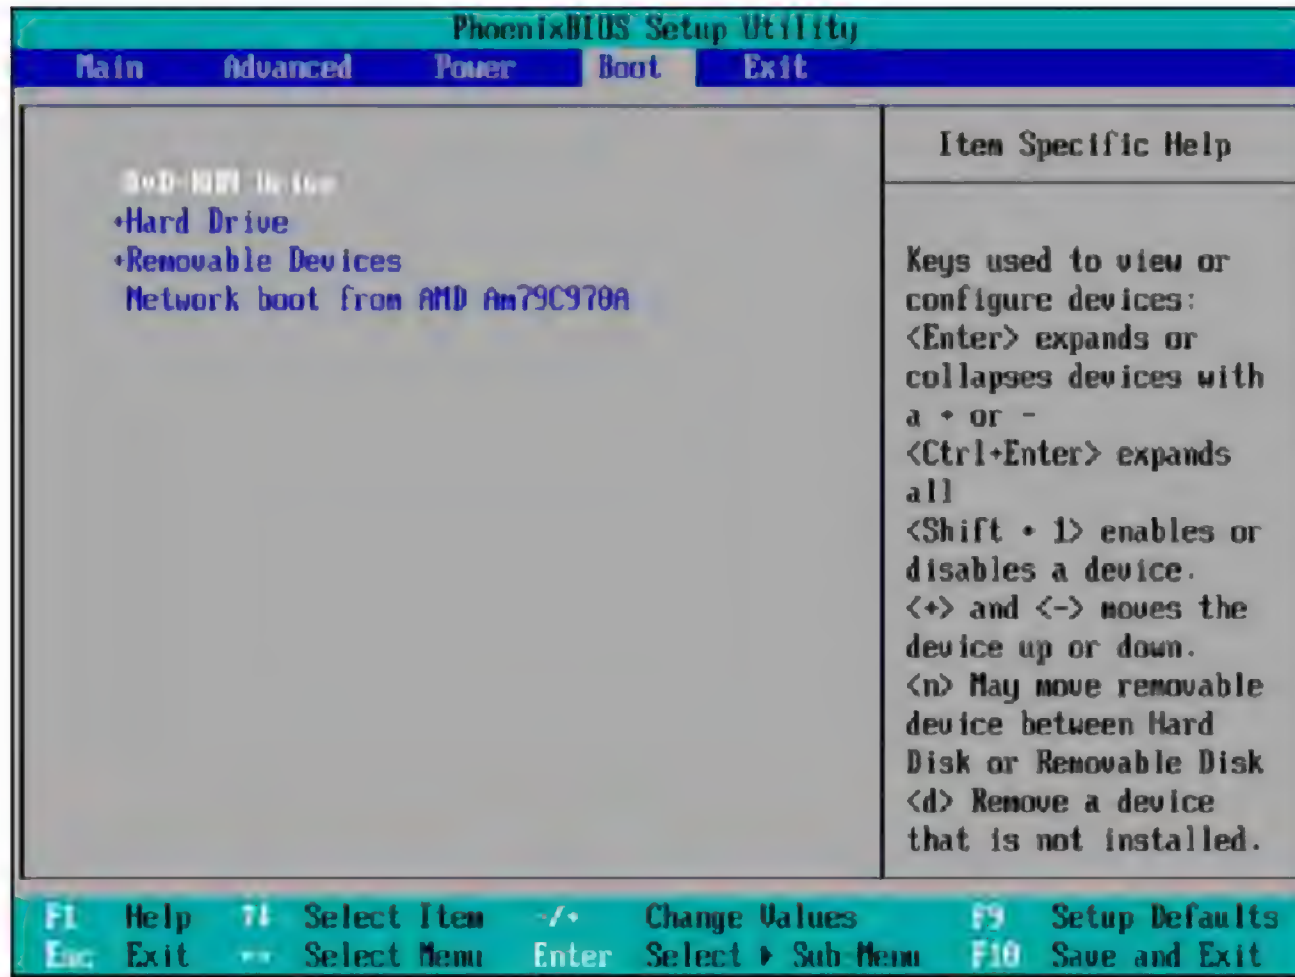 PhoenixBIOS Setup Utility
Main Advanced Power Boot Exit
Item Specific Help
Drive
+Hard Drive
+Removable Devices
Network boot from AMD Am79C970A
Keys used to view or
configure devices:
<Enter> expands or
collapses devices with
a + or -
<Ctrl+Enter> expands
all
<Shift + 1> enables or
disables a device.
<+> and <-> moves the
device up or down.
<n> May move removable
device between Hard
Disk or Removable Disk
<d> Remove a device
that is not installed.
F1 Help ↑↓ Select Item -/+ Change Values F9 Setup Defaults
Esc Exit ↔ Select Menu Enter Select ▶ Sub-Menu F10 Save and Exit